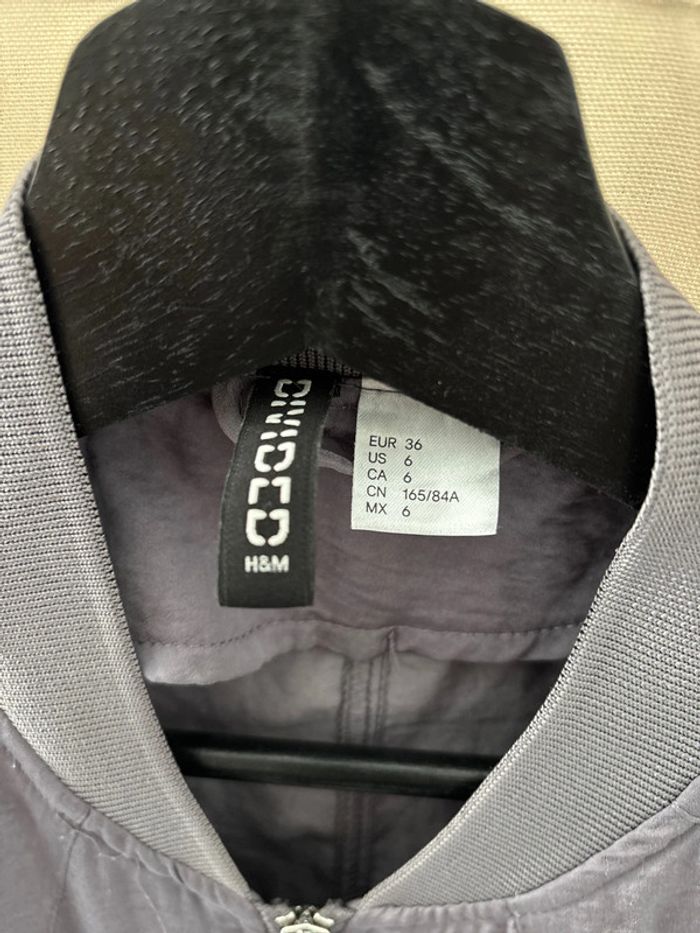 DIVIDED
H&M
EUR 36
US 6
CA 6
CN 165/84A
MX 6